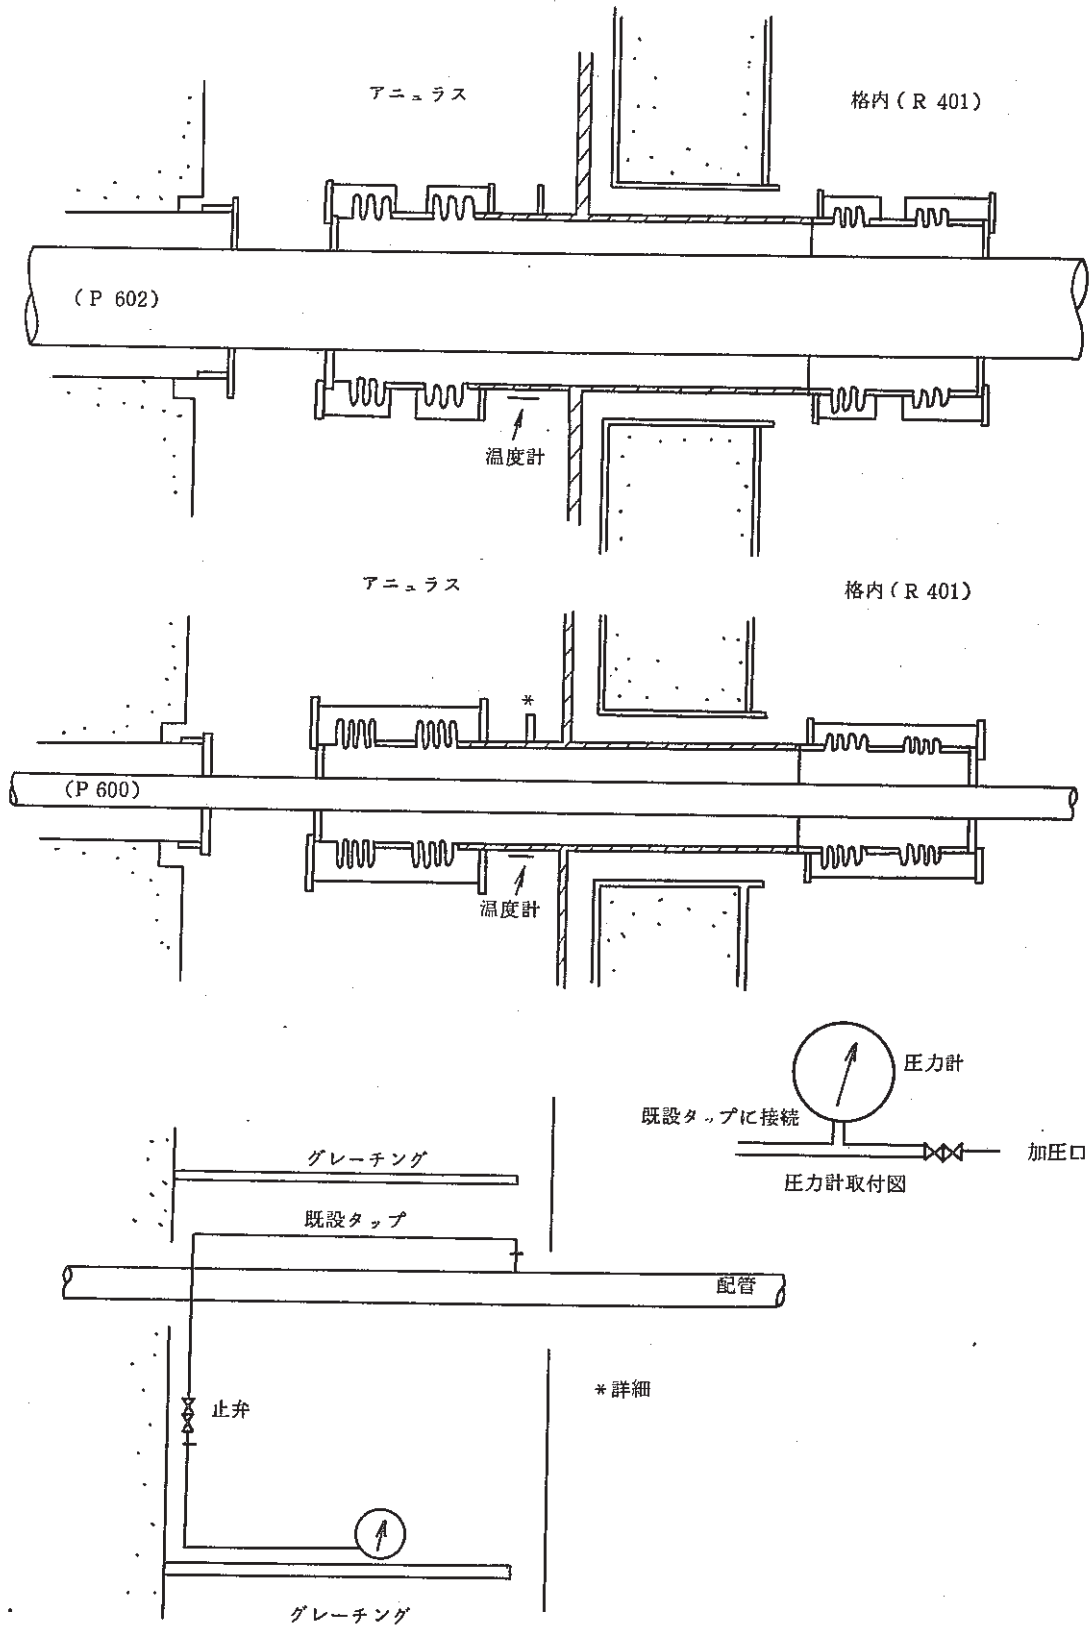 アニュラス
格内(R 401)
(P 602)
温度計
アニュラス
格内(R 401)
*
(P 600)
温度計
圧力計
既設タップに接続
加圧口
圧力計取付図
グレーチング
既設タップ
配管
*詳細
止弁
グレーチング